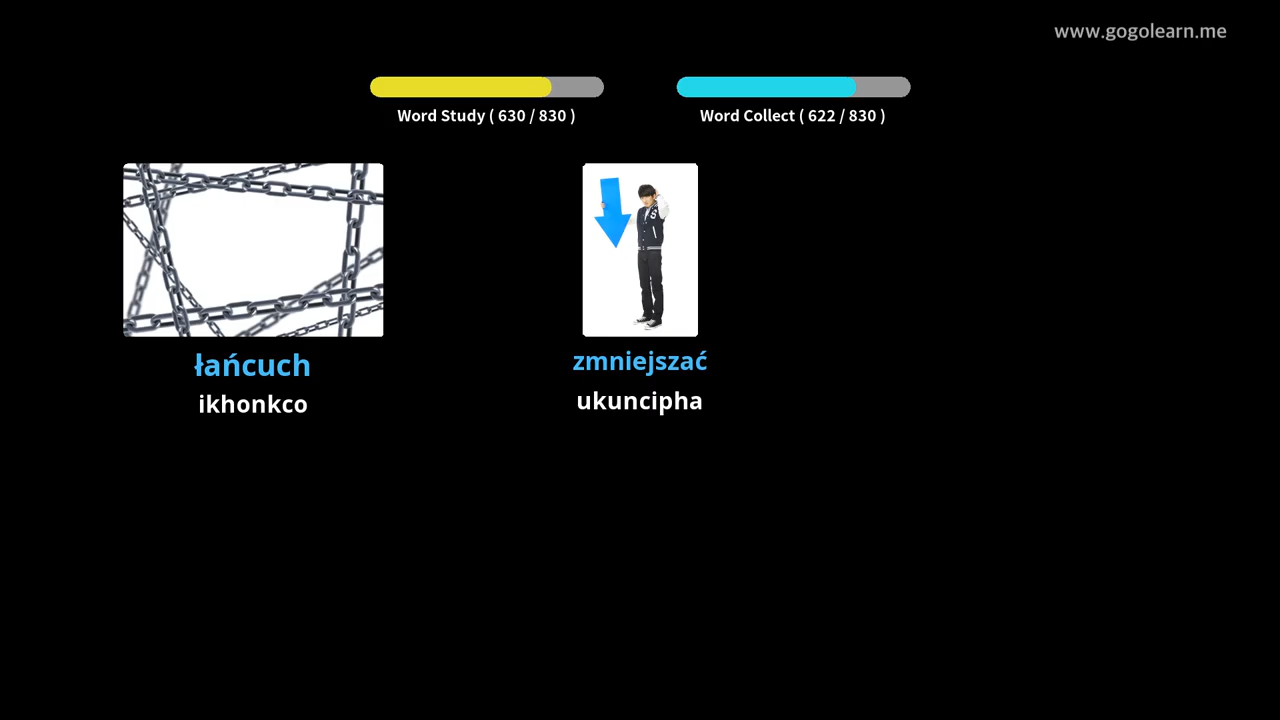 www.gogolearn.me
Word Study ( 630 / 830 )
Word Collect ( 622 / 830 )
łańcuch
ikhonkco
zmniejszać
ukuncipha
S